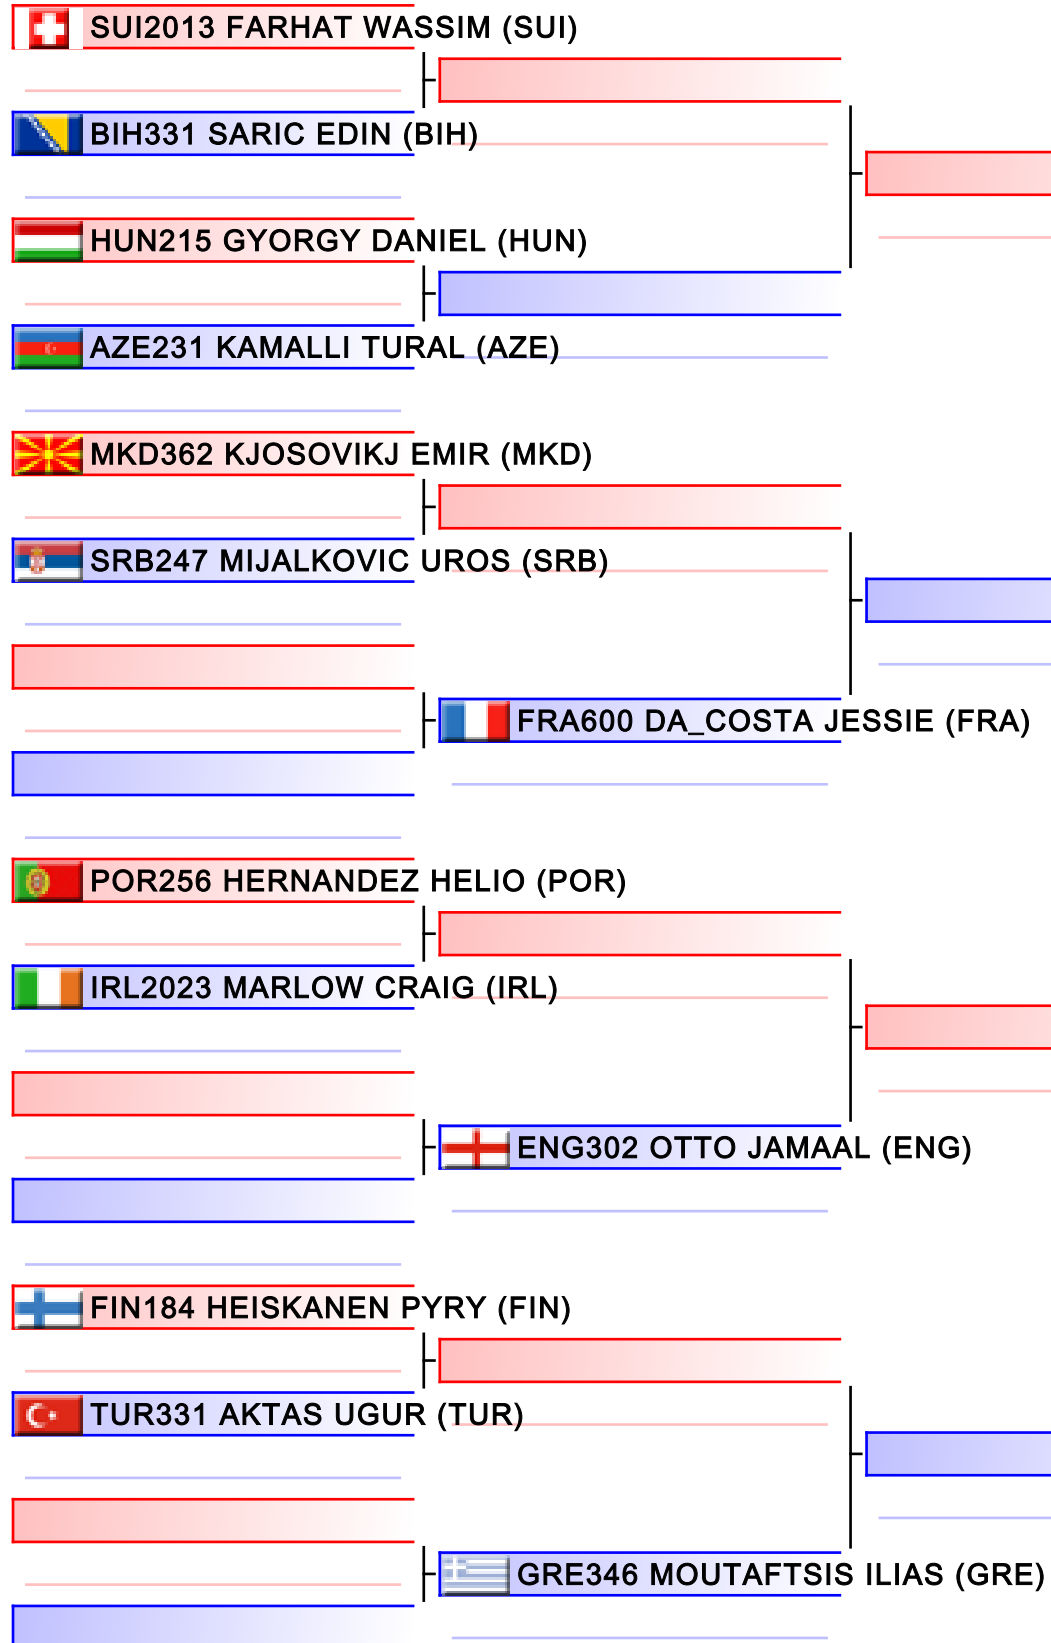 SUI2013 FARHAT WASSIM (SUI)
BIH331 SARIC EDIN (BIH)
HUN215 GYORGY DANIEL (HUN)
AZE231 KAMALLI TURAL (AZE)
MKD362 KJOSOVIKJ EMIR (MKD)
SRB247 MIJALKOVIC UROS (SRB)
FRA600 DA_COSTA JESSIE (FRA)
POR256 HERNANDEZ HELIO (POR)
IRL2023 MARLOW CRAIG (IRL)
ENG302 OTTO JAMAAL (ENG)
FIN184 HEISKANEN PYRY (FIN)
TUR331 AKTAS UGUR (TUR)
GRE346 MOUTAFTSIS ILIAS (GRE)